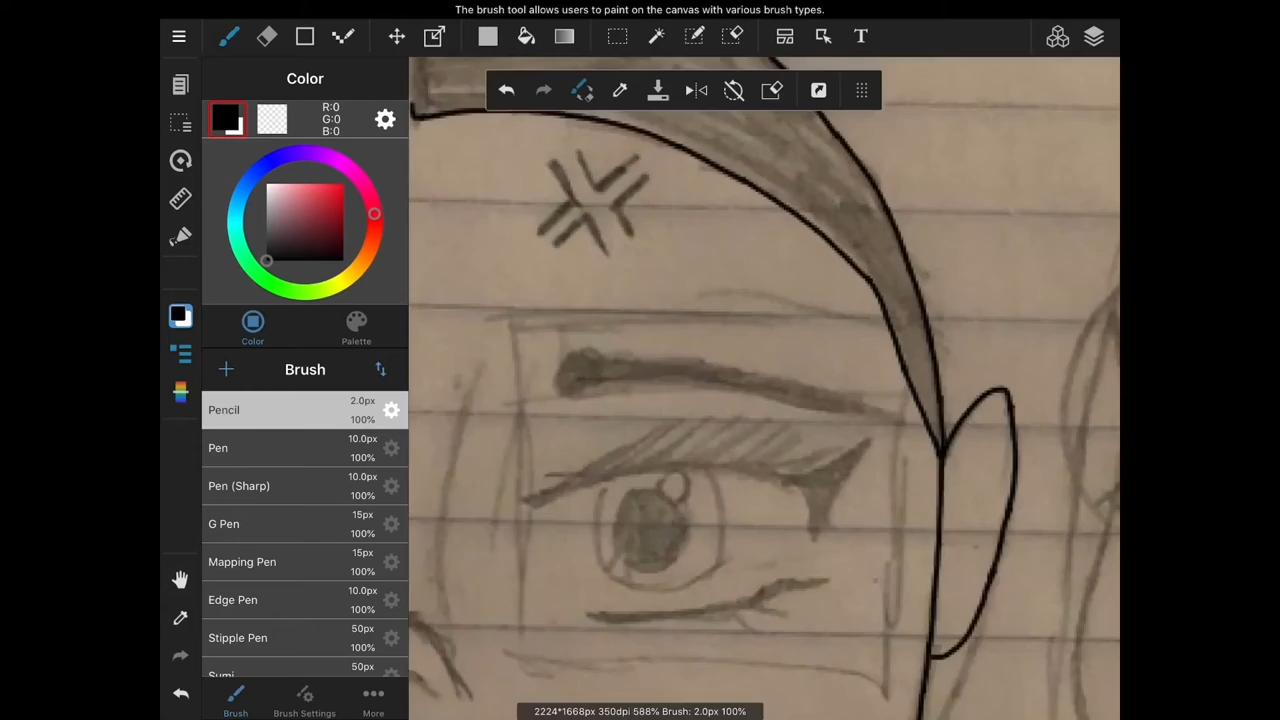 The brush tool allows users to paint on the canvas with various brush types.
T
Color
R:0
G:0
B:0
Color
Palette
+ Brush
Pencil 2.0px 100%
Pen 10.0px 100%
Pen (Sharp) 10.0px 100%
G Pen 15px 100%
Mapping Pen 15px 100%
Edge Pen 10.0px 100%
Stipple Pen 50px 100%
Sumi 50px
Brush
Brush Settings
More
2224*1668px 350dpi 588% Brush: 2.0px 100%